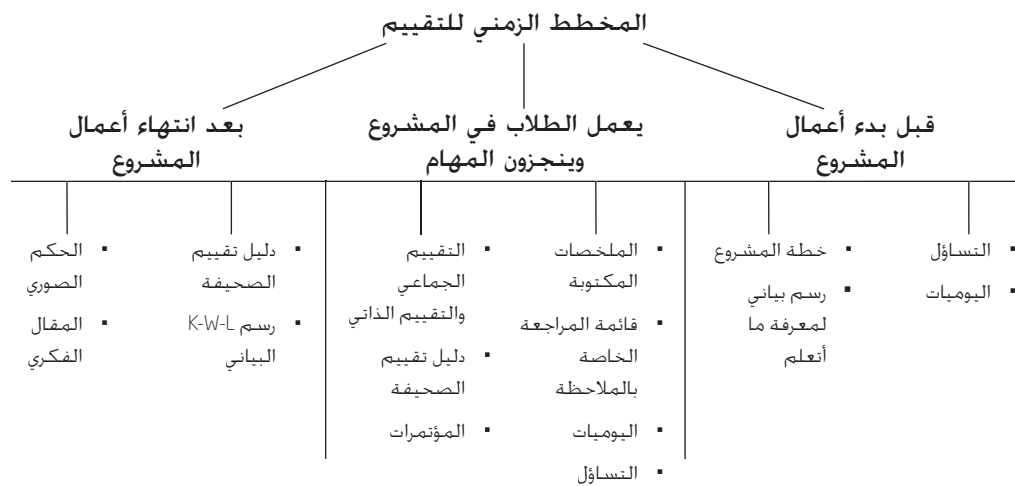 المخطط الزمني للتقييم
قبل بدء أعمال
المشروع
يعمل الطلاب في المشروع
وينجزون المهام
بعد انتهاء أعمال
المشروع
▪ التساؤل
▪ اليوميات
▪ خطة المشروع
▪ رسم بياني
لمعرفة ما
أتعلم
▪ الملخصات
المكتوبة
▪ قائمة المراجعة
الخاصة
بالملاحظة
▪ اليوميات
▪ التساؤل
▪ التقييم
الجماعي
والتقييم الذاتي
▪ دليل تقييم
الصحيفة
▪ المؤتمرات
▪ دليل تقييم
الصحيفة
▪ رسم K-W-L
البياني
▪ الحكم
الصوري
▪ المقال
الفكري